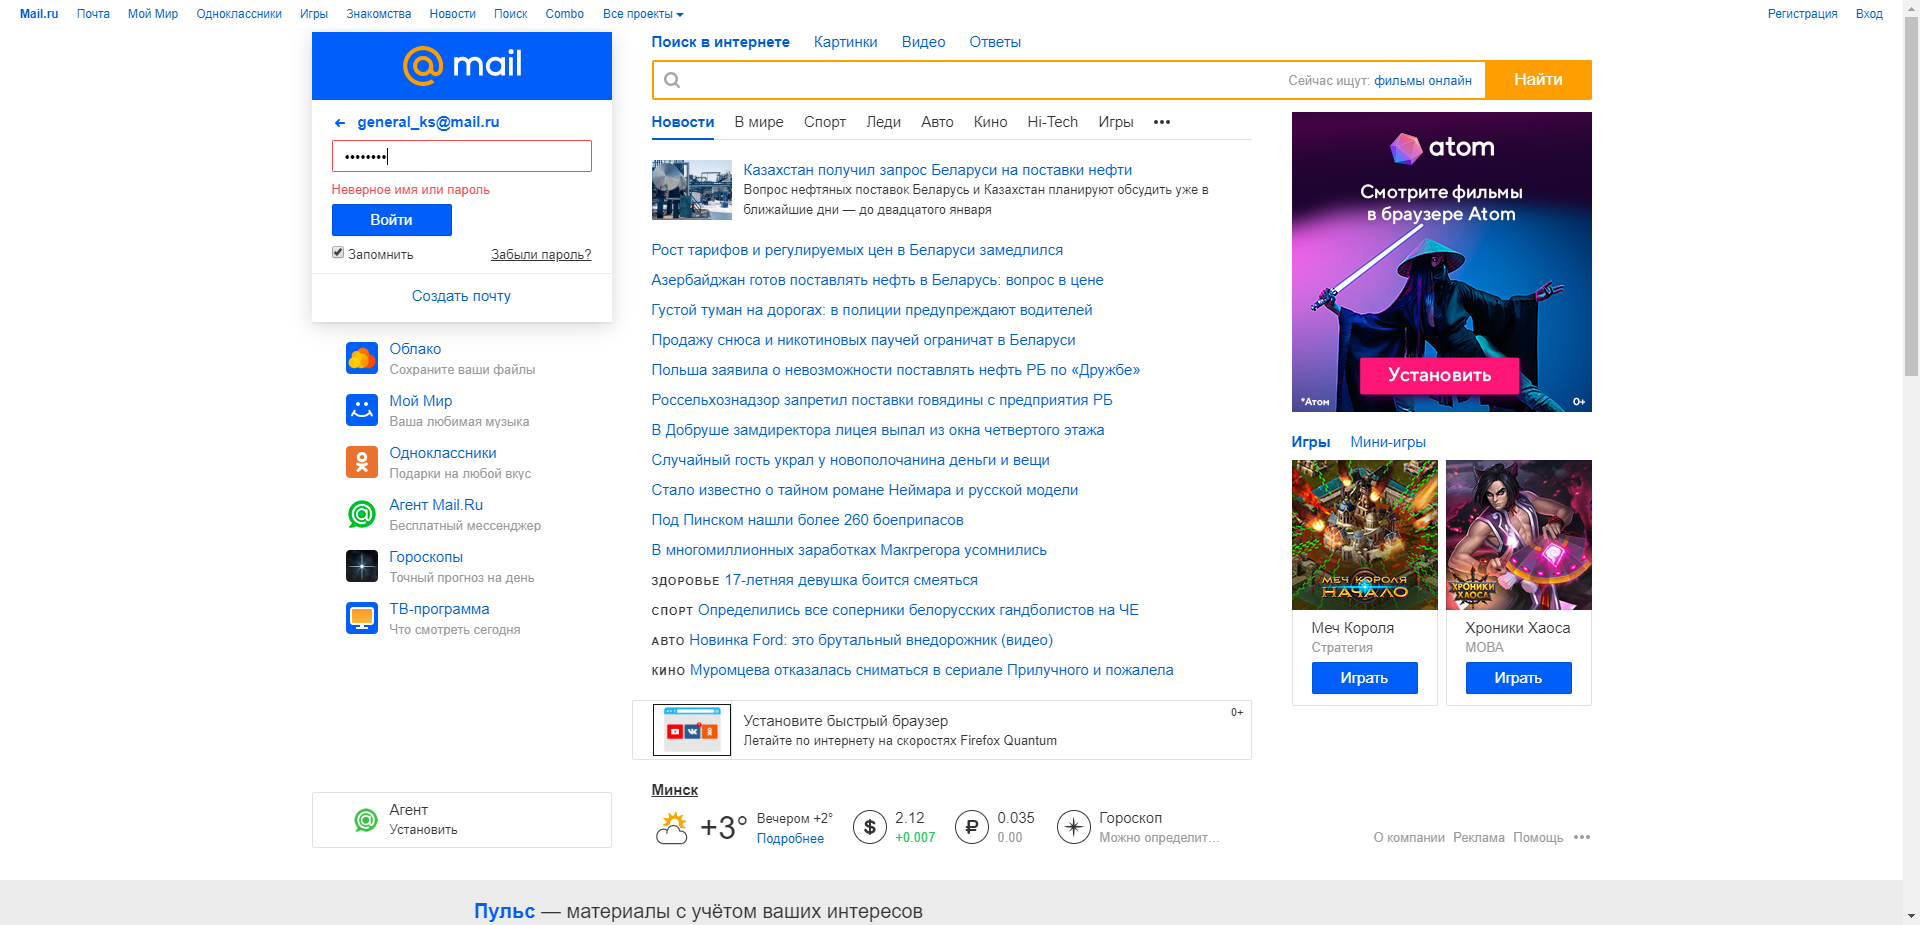 Mail.ru Почта Мой Мир Одноклассники Игры Знакомства Новости Поиск Combo Все проекты Регистрация Вход
@mail
general_ks@mail.ru
••••••••
Неверное имя или пароль
Войти
Запомнить Забыли пароль?
Создать почту
Облако
Сохраните ваши файлы
Мой Мир
Ваша любимая музыка
Одноклассники
Подарки на любой вкус
Агент Mail.Ru
Бесплатный мессенджер
Гороскопы
Точный прогноз на день
ТВ-программа
Что смотреть сегодня
Агент
Установить
Поиск в интернете Картинки Видео Ответы
Сейчас ищут: фильмы онлайн Найти
Новости В мире Спорт Леди Авто Кино Hi-Tech Игры •••
Казахстан получил запрос Беларуси на поставки нефти
Вопрос нефтяных поставок Беларусь и Казахстан планируют обсудить уже в
ближайшие дни — до двадцатого января
Рост тарифов и регулируемых цен в Беларуси замедлился
Азербайджан готов поставлять нефть в Беларусь: вопрос в цене
Густой туман на дорогах: в полиции предупреждают водителей
Продажу снюса и никотиновых паучей ограничат в Беларуси
Польша заявила о невозможности поставлять нефть РБ по «Дружбе»
Россельхознадзор запретил поставки говядины с предприятия РБ
В Добруше замдиректора лицея выпал из окна четвертого этажа
Случайный гость украл у новополочанина деньги и вещи
Стало известно о тайном романе Неймара и русской модели
Под Пинском нашли более 260 боеприпасов
В многомиллионных заработках Макгрегора усомнились
ЗДОРОВЬЕ 17-летняя девушка боится смеяться
СПОРТ Определились все соперники белорусских гандболистов на ЧЕ
АВТО Новинка Ford: это брутальный внедорожник (видео)
КИНО Муромцева отказалась сниматься в сериале Прилучного и пожалела
Установите быстрый браузер 0+
Летайте по интернету на скоростях Firefox Quantum
Минск
+3° Вечером +2° $ 2.12 ₽ 0.035 Гороскоп
Подробнее +0.007 0.00 Можно определит...
atom
Смотрите фильмы
в браузере Atom
Установить
*Атом 0+
Игры Мини-игры
МЕЧ КОРОЛЯ
НАЧАЛО
ХРОНИКИ
ХАОСА
Меч Короля
Стратегия
Играть
Хроники Хаоса
MOBA
Играть
О компании Реклама Помощь •••
Пульс — материалы с учётом ваших интересов